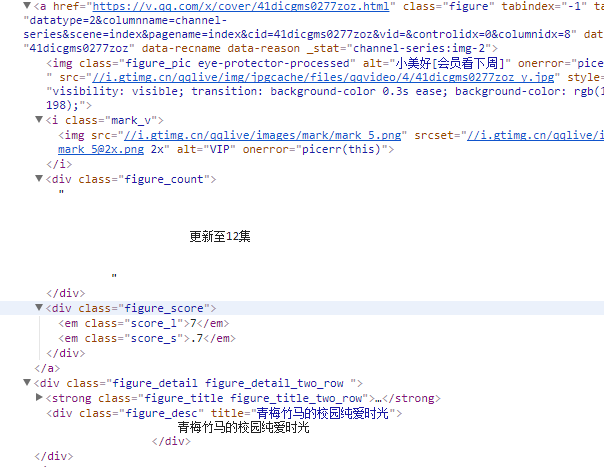 ▼<a href="https://v.qq.com/x/cover/41dicgms0277zoz.html" class="figure" tabindex="-1" ta
"datatype=2&columnname=channel-
series&scene=index&pagename=index&cid=41dicgms0277zoz&vid=&controlidx=0&columnidx=8" dat
"41dicgms0277zoz" data-recname data-reason _stat="channel-series:img-2">
<img class="figure_pic eye-protector-processed" alt="小美好[会员看下周]" onerror="pice
" src="//i.gtimg.cn/qqlive/img/jpgcache/files/qqvideo/4/41dicgms0277zoz_y.jpg" style=
"visibility: visible; transition: background-color 0.3s ease; background-color: rgb(1
198);">
▼<i class="mark_v">
<img src="//i.gtimg.cn/qqlive/images/mark/mark_5.png" srcset="//i.gtimg.cn/qqlive/i
mark_5@2x.png 2x" alt="VIP" onerror="picerr(this)">
</i>
▼<div class="figure_count">
"
更新至12集
"
</div>
▼<div class="figure_score">
<em class="score_l">7</em>
<em class="score_s">.7</em>
</div>
</a>
▼<div class="figure_detail figure_detail_two_row ">
▶<strong class="figure_title figure_title_two_row">…</strong>
<div class="figure_desc" title="青梅竹马的校园纯爱时光">
青梅竹马的校园纯爱时光
</div>
</div>